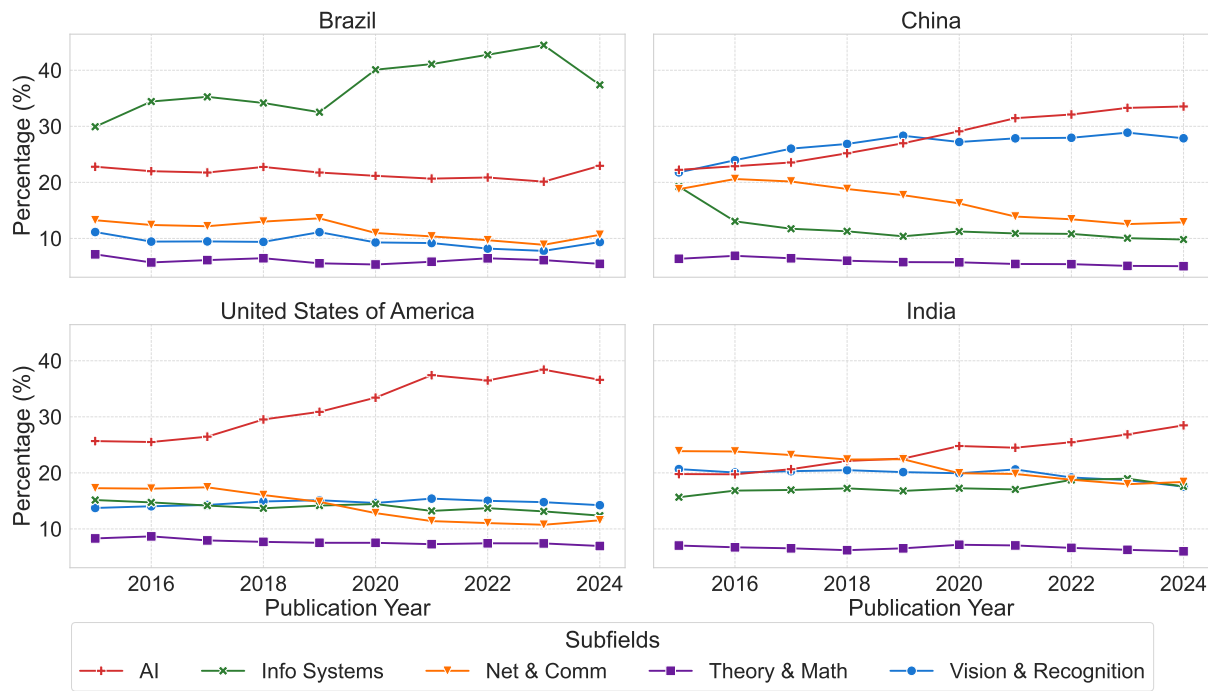 Brazil
China
Percentage (%)
40
30
20
10
United States of America
India
Percentage (%)
40
30
20
10
2016 2018 2020 2022 2024
2016 2018 2020 2022 2024
Publication Year
Publication Year
Subfields
AI Info Systems Net & Comm Theory & Math Vision & Recognition